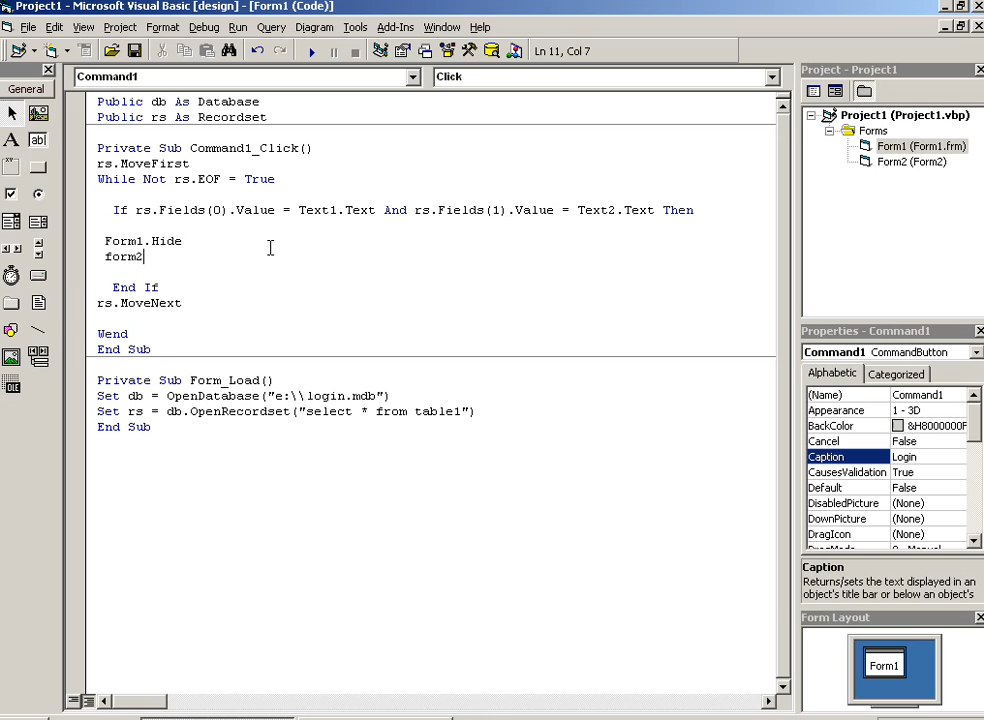 Project1 - Microsoft Visual Basic [design] - [Form1 (Code)]
File Edit View Project Format Debug Run Query Diagram Tools Add-Ins Window Help
Ln 11, Col 7
General
Command1
Click
Public db As Database
Public rs As Recordset
Private Sub Command1_Click()
rs.MoveFirst
While Not rs.EOF = True
If rs.Fields(0).Value = Text1.Text And rs.Fields(1).Value = Text2.Text Then
Form1.Hide
form2
End If
rs.MoveNext
Wend
End Sub
Private Sub Form_Load()
Set db = OpenDatabase("e:\\login.mdb")
Set rs = db.OpenRecordset("select * from table1")
End Sub
Project - Project1
Project1 (Project1.vbp)
Forms
Form1 (Form1.frm)
Form2 (Form2)
Properties - Command1
Command1 CommandButton
Alphabetic Categorized
(Name) Command1
Appearance 1 - 3D
BackColor &H8000000F
Cancel False
Caption Login
CausesValidation True
Default False
DisabledPicture (None)
DownPicture (None)
DragIcon (None)
Caption
Returns/sets the text displayed in an
object's title bar or below an object's
Form Layout
Form1